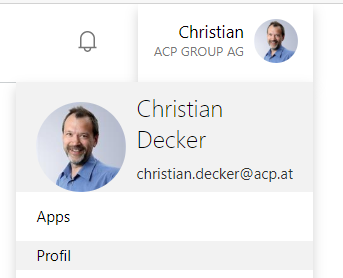 Christian
ACP GROUP AG
Christian
Decker
christian.decker@acp.at
Apps
Profil